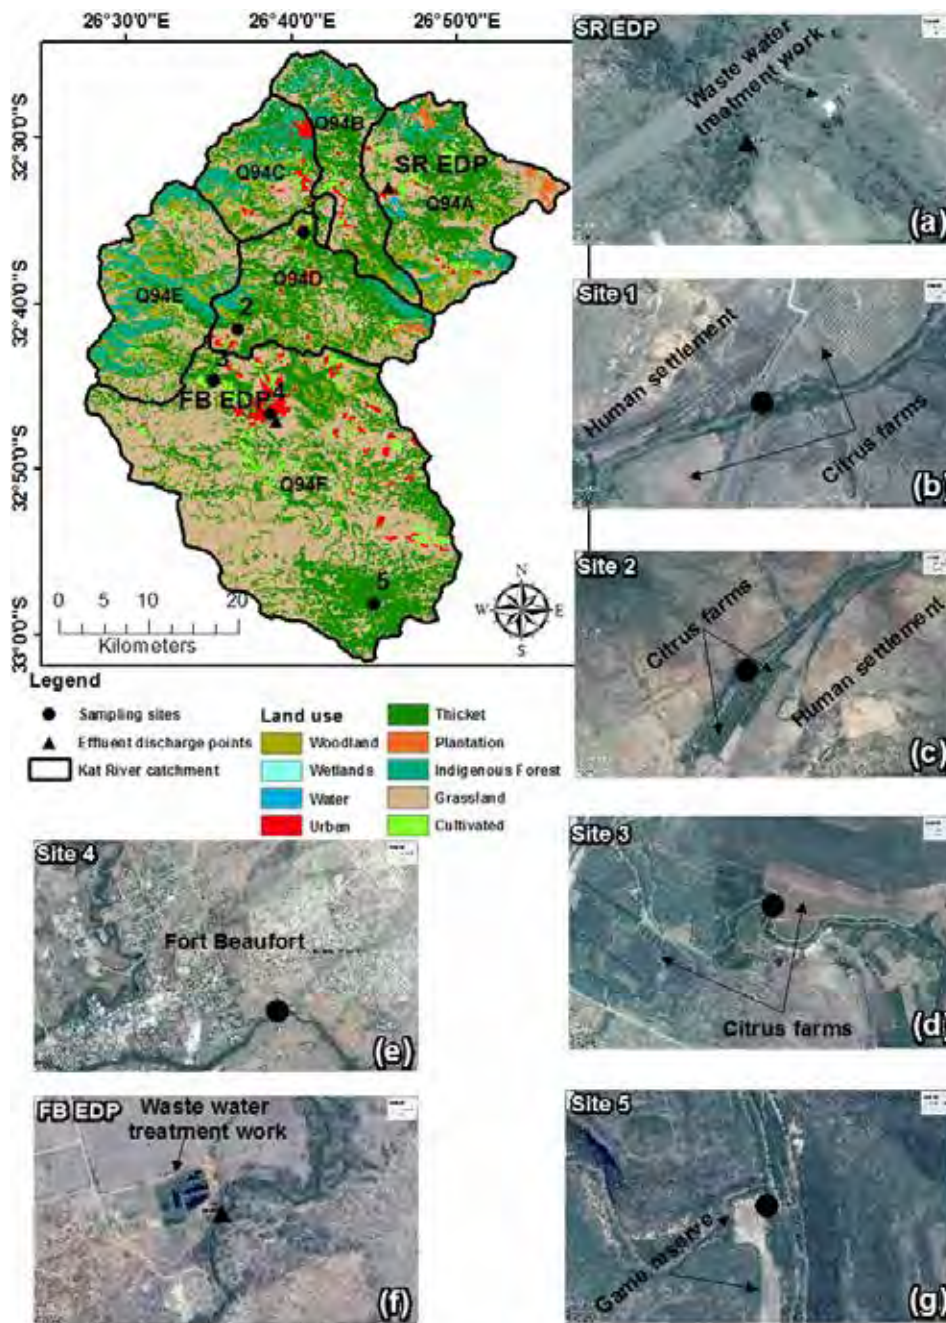 26°30'0"E 26°40'0"E 26°50'0"E
32°30'0"S
32°40'0"S
32°50'0"S
33°0'0"S
Q94B
Q94C
SR EDP
Q94A
Q94D
Q94E
2
3
FB EDP
4
Q94F
5
0 5 10 20
Kilometers
N
W E
S
Legend
Sampling sites
Effluent discharge points
Kat River catchment
Land use
Woodland
Wetlands
Water
Urban
Thicket
Plantation
Indigenous Forest
Grassland
Cultivated
SR EDP
Waste water
treatment work
(a)
Site 1
Human settlement
Citrus farms
(b)
Site 2
Citrus farms
Human settlement
(c)
Site 3
Citrus farms
(d)
Site 4
Fort Beaufort
(e)
FB EDP
Waste water
treatment work
(f)
Site 5
Game reserve
(g)